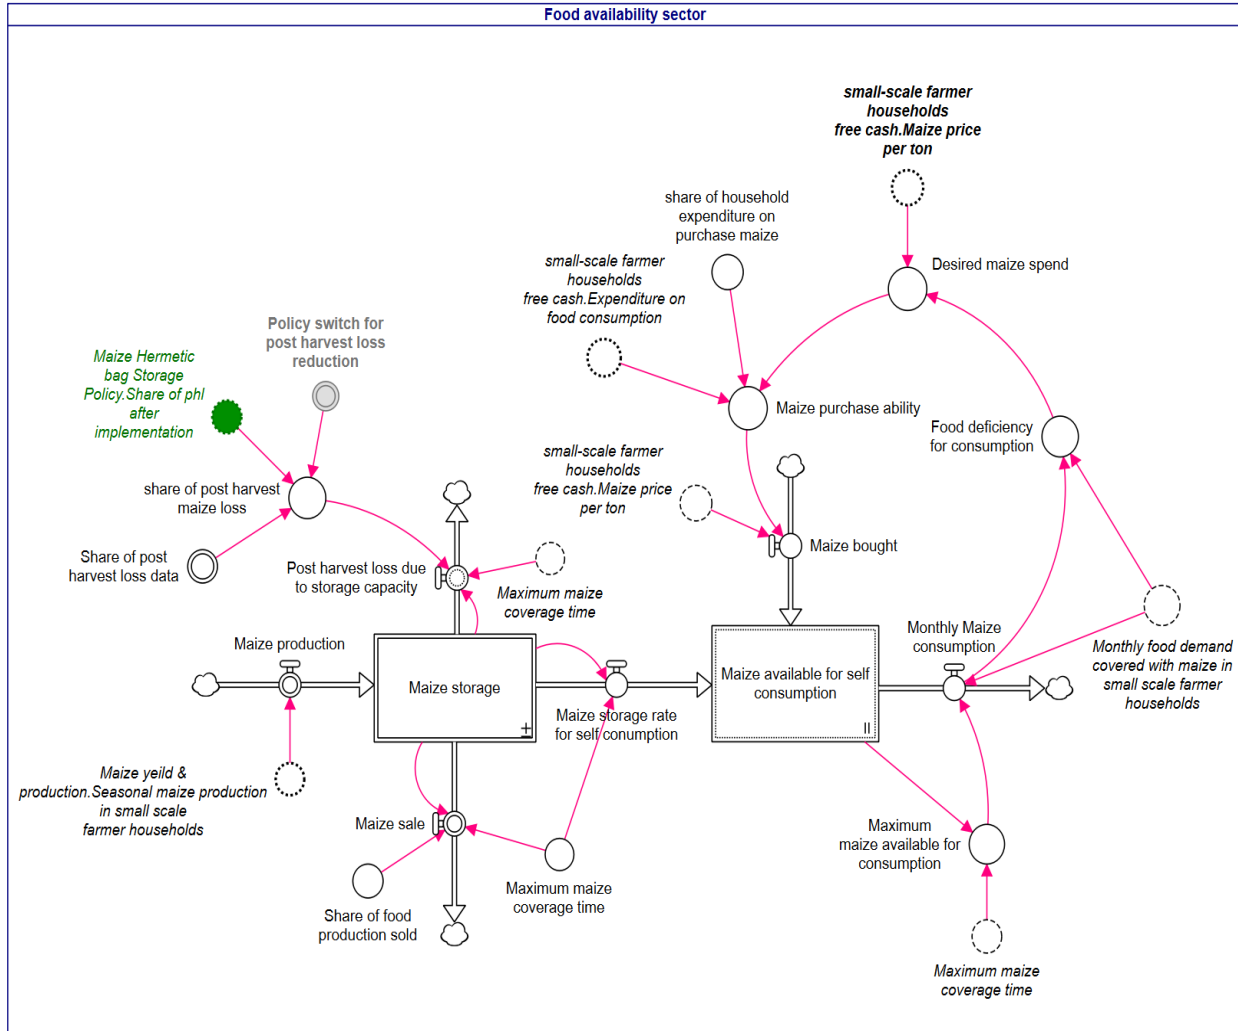 Food availability sector
small-scale farmer
households
free cash.Maize price
per ton
share of household
expenditure on
purchase maize
Desired maize spend
small-scale farmer
households
free cash.Expenditure on
food consumption
Policy switch for
post harvest loss
reduction
Maize Hermetic
bag Storage
Policy.Share of phl
after
implementation
Maize purchase ability
Food deficiency
for consumption
small-scale farmer
households
free cash.Maize price
per ton
share of post harvest
maize loss
Maize bought
Share of post
harvest loss data
Post harvest loss due
to storage capacity
Maximum maize
coverage time
Maize production
Monthly Maize
consumption
Monthly food demand
covered with maize in
small scale farmer
households
Maize storage
Maize available for self
consumption
Maize storage rate
for self conumption
Maize yeild &
production.Seasonal maize production
in small scale
farmer households
Maize sale
Maximum
maize available for
consumption
Share of food
production sold
Maximum maize
coverage time
Maximum maize
coverage time